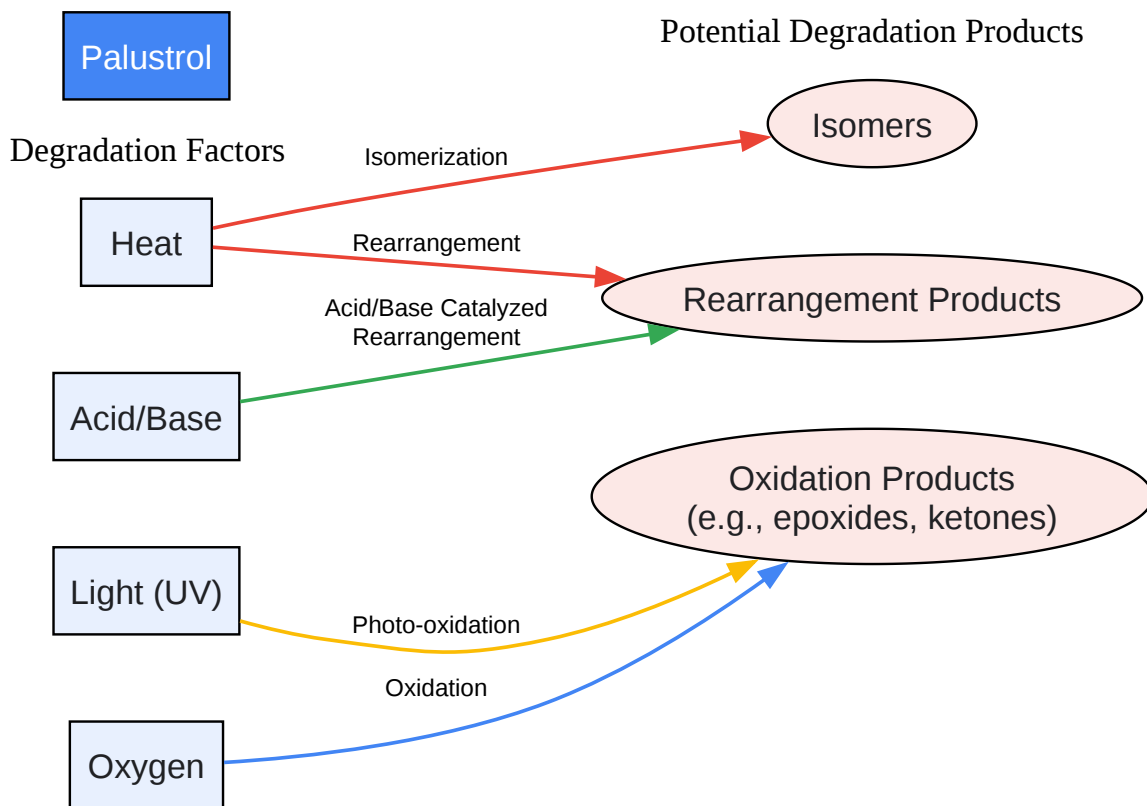 Palustrol
Potential Degradation Products
Isomers
Degradation Factors
Isomerization
Heat
Rearrangement
Rearrangement Products
Acid/Base Catalyzed
Rearrangement
Acid/Base
Oxidation Products
(e.g., epoxides, ketones)
Light (UV)
Photo-oxidation
Oxidation
Oxygen